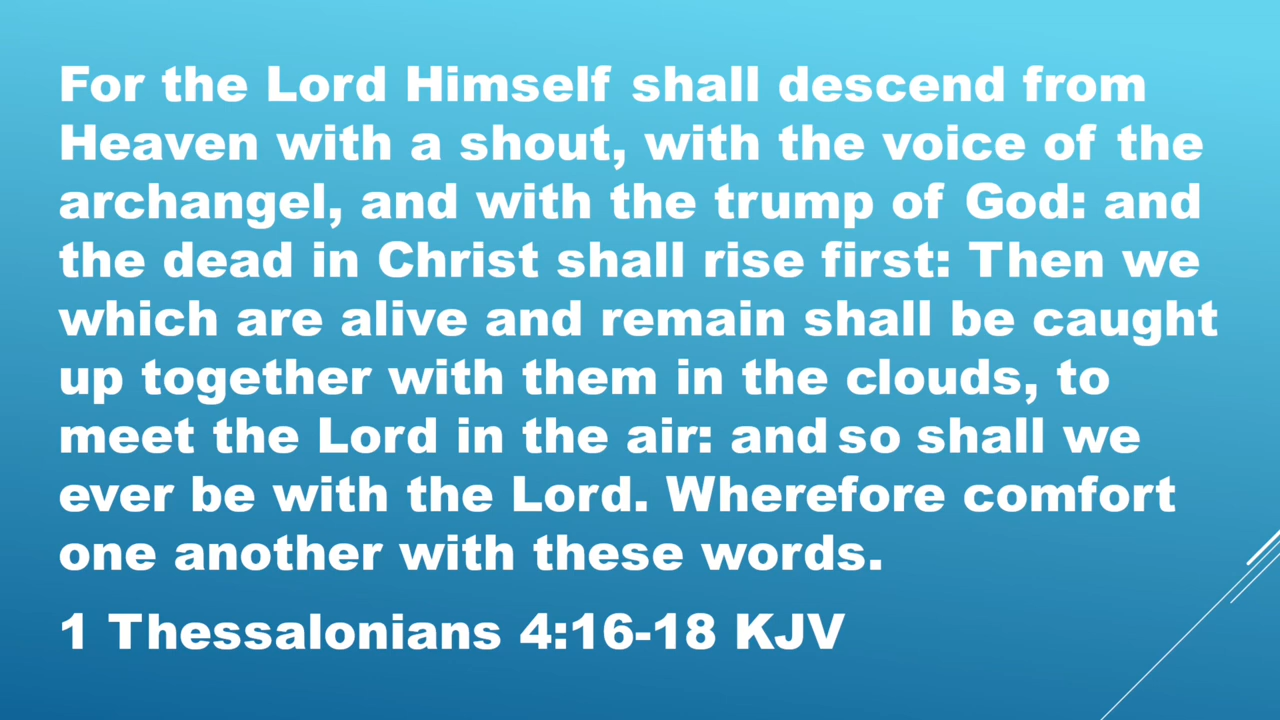 For the Lord Himself shall descend from
Heaven with a shout, with the voice of the
archangel, and with the trump of God: and
the dead in Christ shall rise first: Then we
which are alive and remain shall be caught
up together with them in the clouds, to
meet the Lord in the air: and so shall we
ever be with the Lord. Wherefore comfort
one another with these words.
1 Thessalonians 4:16-18 KJV